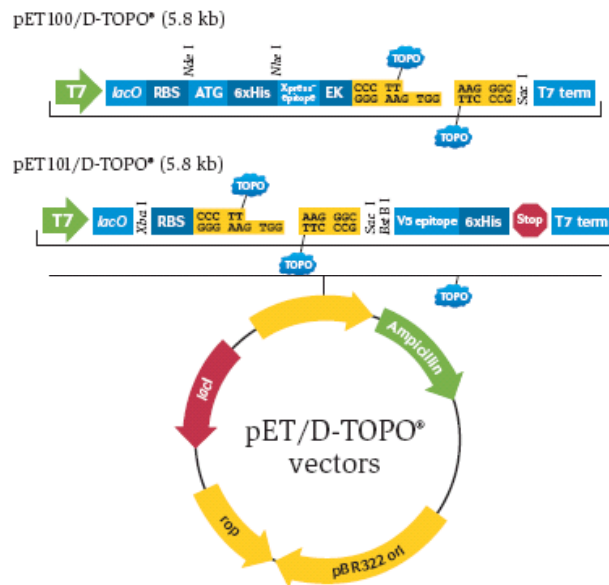 pET100/D-TOPO® (5.8 kb)
Nde I
Nhe I
TOPO
T7 lacO RBS ATG 6xHis Xpress™ epitope EK CCC TT AAG GGC Sac I T7 term
GGG AAG TGG TTC CCG
TOPO
pET101/D-TOPO® (5.8 kb)
TOPO
T7 lacO Xba I RBS CCC TT AAG GGC Sac I BstB I V5 epitope 6xHis Stop T7 term
GGG AAG TGG TTC CCG
TOPO
TOPO
Ampicillin
lacI
pET/D-TOPO®
vectors
rop
pBR322 ori